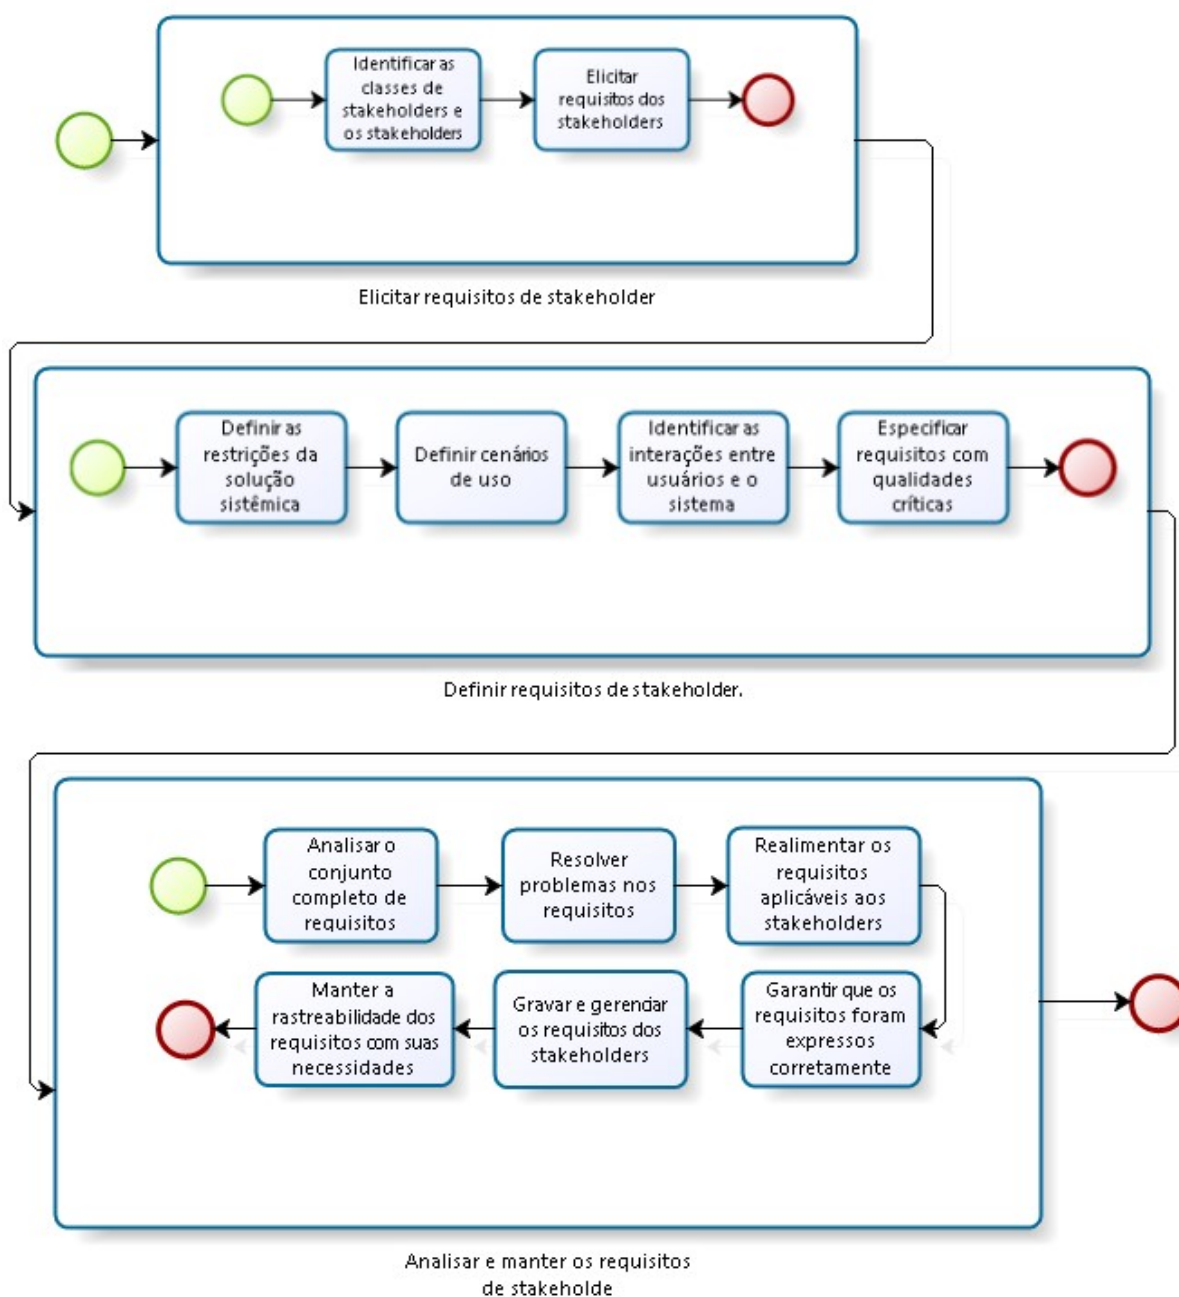 Identificar as
classes de
stakeholders e
os stakeholders
Elicitar
requisitos dos
stakeholders
Elicitar requisitos de stakeholder
Definir as
restrições da
solução
sistêmica
Definir cenários
de uso
Identificar as
interações entre
usuários e o
sistema
Especificar
requisitos com
qualidades
críticas
Definir requisitos de stakeholder.
Analisar o
conjunto
completo de
requisitos
Resolver
problemas nos
requisitos
Realimentar os
requisitos
aplicáveis aos
stakeholders
Garantir que os
requisitos foram
expressos
corretamente
Gravar e gerenciar
os requisitos dos
stakeholders
Manter a
rastreabilidade dos
requisitos com suas
necessidades
Analisar e manter os requisitos
de stakeholde